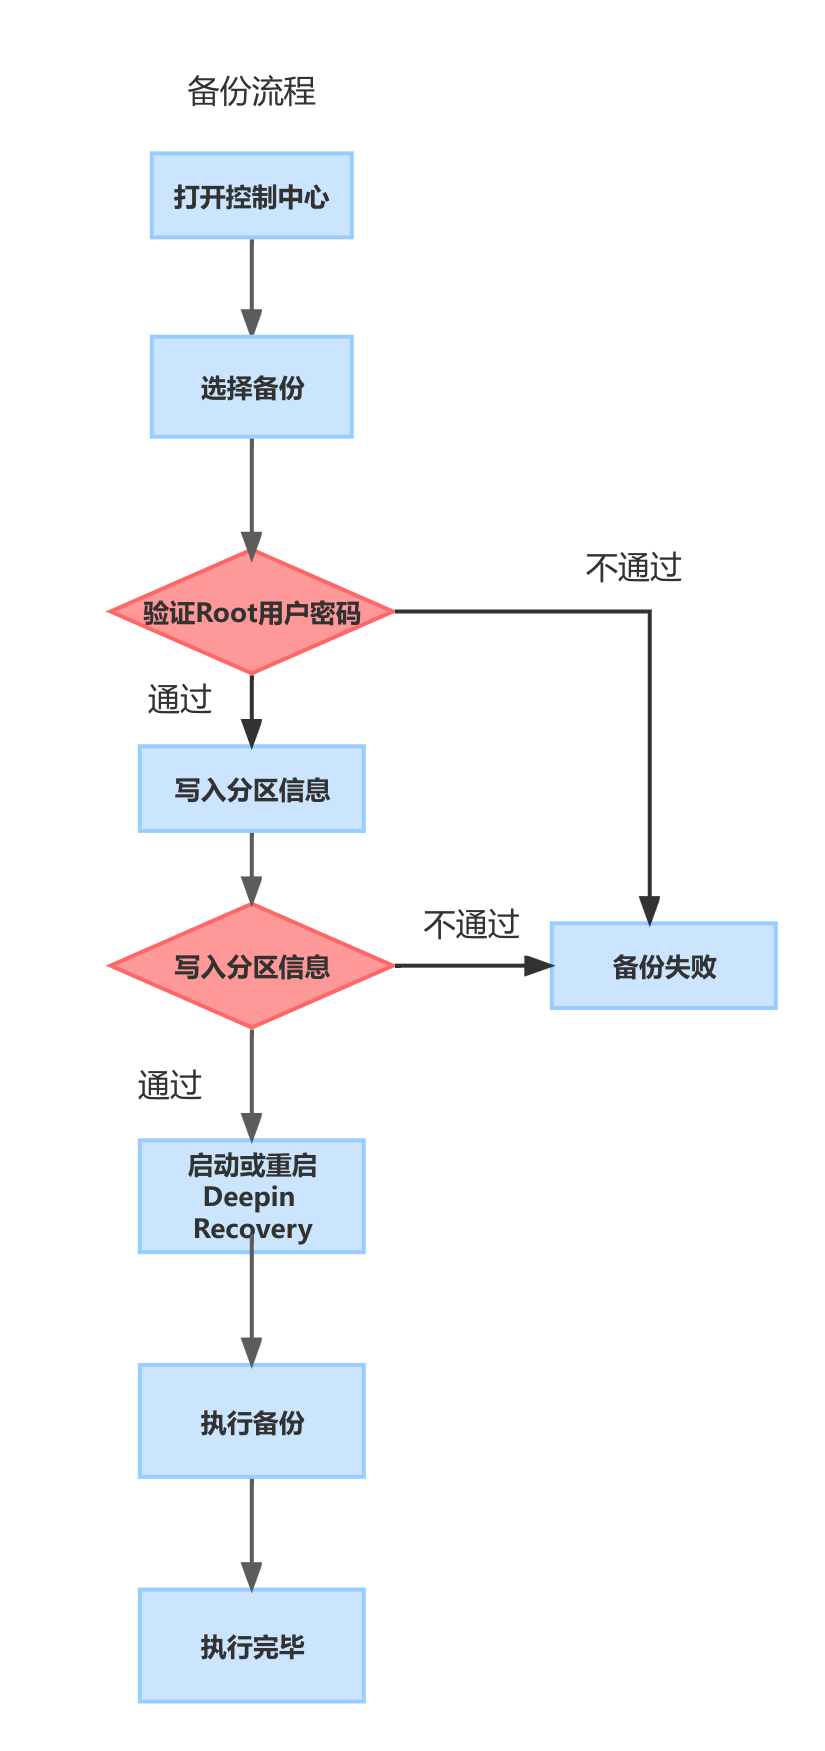 备份流程
打开控制中心
选择备份
不通过
验证Root用户密码
通过
写入分区信息
不通过
写入分区信息
备份失败
通过
启动或重启
Deepin
Recovery
执行备份
执行完毕